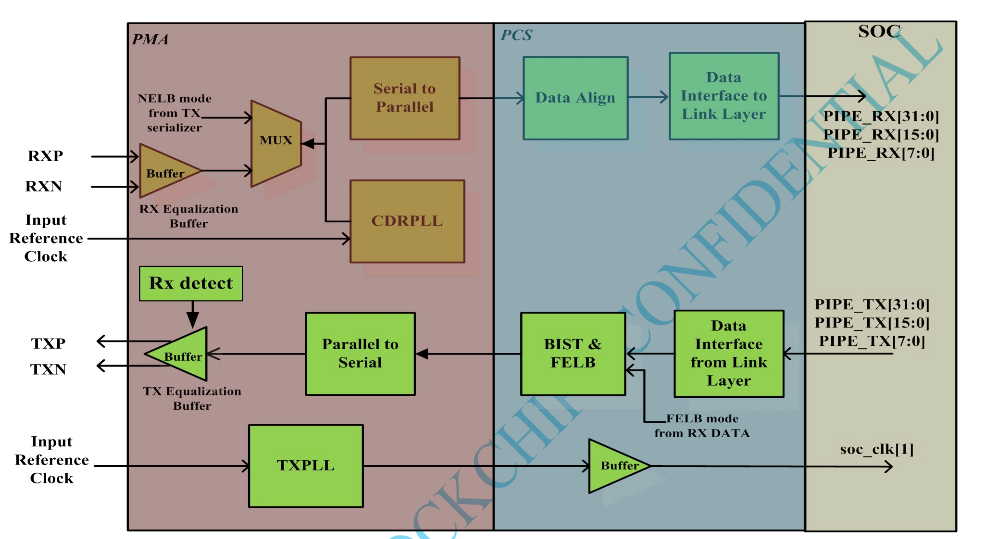 PMA
PCS
SOC
NELB mode
from TX
serializer
MUX
Serial to
Parallel
Data Align
Data
Interface to
Link Layer
PIPE_RX[31:0]
PIPE_RX[15:0]
PIPE_RX[7:0]
RXP
RXN
Buffer
RX Equalization
Buffer
Input
Reference
Clock
CDRPLL
Rx detect
TXP
TXN
Buffer
TX Equalization
Buffer
Parallel to
Serial
BIST &
FELB
Data
Interface
from Link
Layer
PIPE_TX[31:0]
PIPE_TX[15:0]
PIPE_TX[7:0]
FELB mode
from RX DATA
Input
Reference
Clock
TXPLL
Buffer
soc_clk[1]
OCKCHIP CONFIDENTIAL